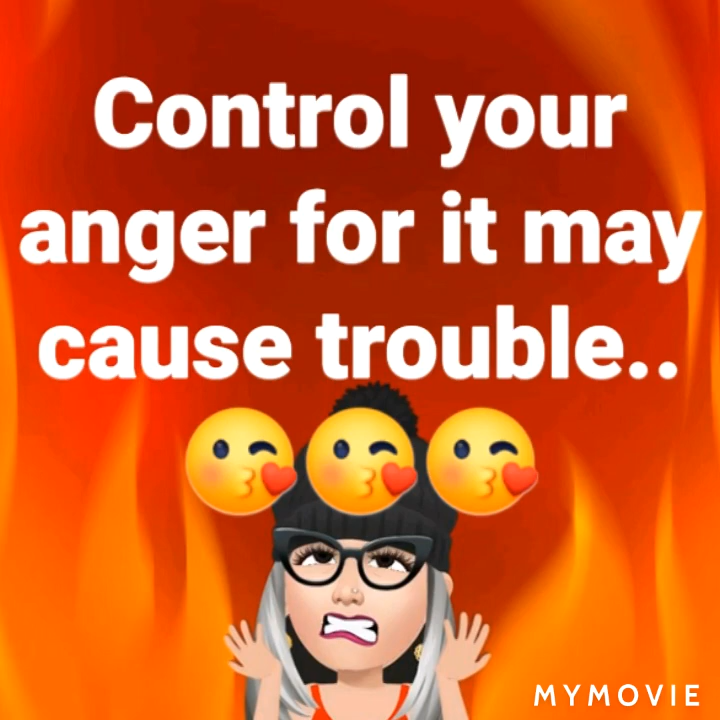 Control your
anger for it may
cause trouble..
😘😘😘
MYMOVIE